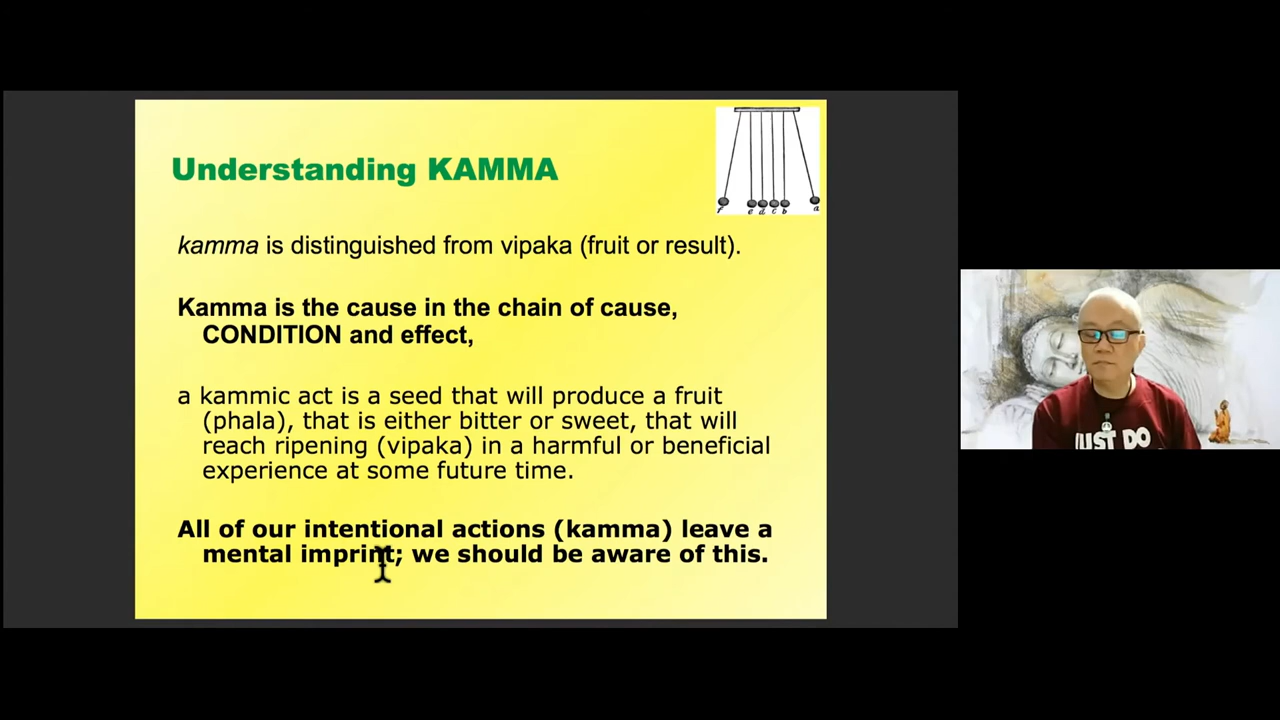 Understanding KAMMA
f e d c b a
kamma is distinguished from vipaka (fruit or result).
Kamma is the cause in the chain of cause,
CONDITION and effect,
a kammic act is a seed that will produce a fruit
(phala), that is either bitter or sweet, that will
reach ripening (vipaka) in a harmful or beneficial
experience at some future time.
All of our intentional actions (kamma) leave a
mental imprint; we should be aware of this.
JUST DO